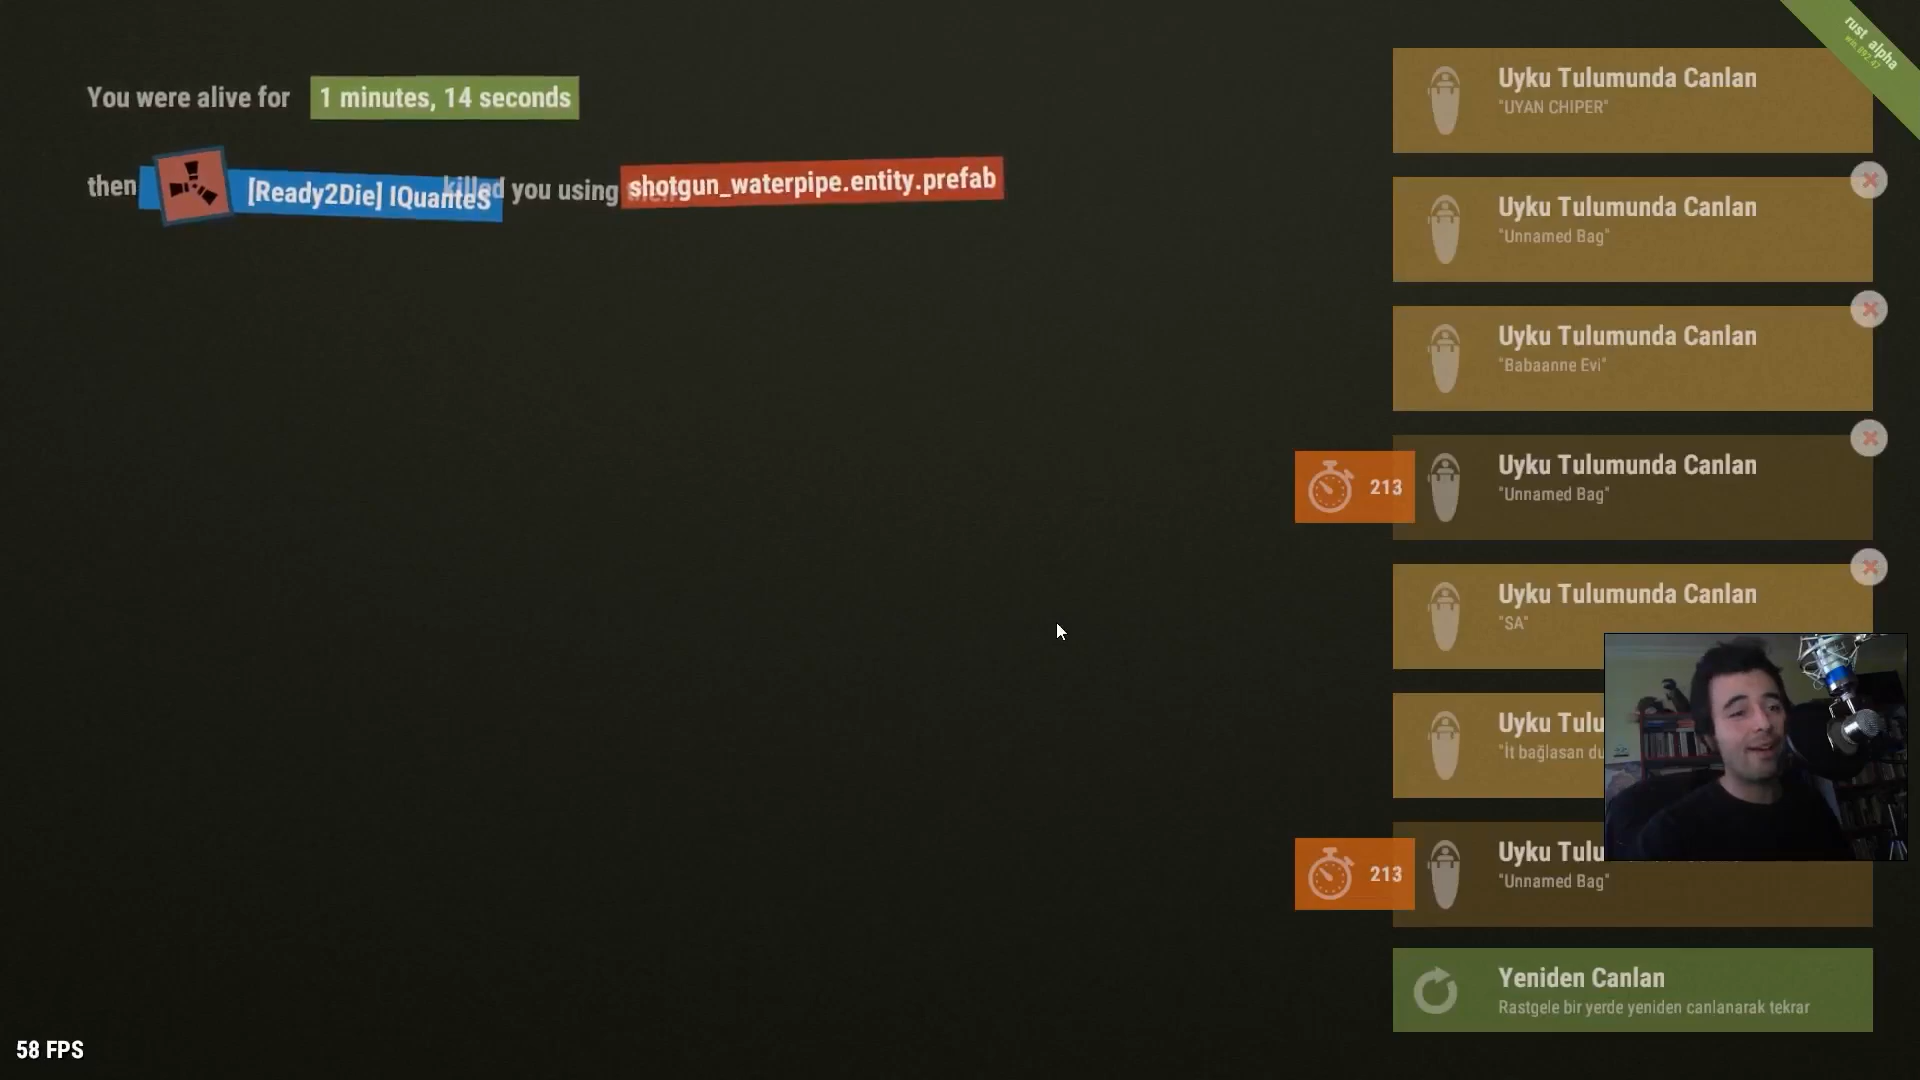 You were alive for 1 minutes, 14 seconds
then [Ready2Die] IQuanteS killed you using shotgun_waterpipe.entity.prefab
rust alpha
Uyku Tulumunda Canlan
"UYAN CHIPER"
Uyku Tulumunda Canlan
"Unnamed Bag"
Uyku Tulumunda Canlan
"Babaanne Evi"
213
Uyku Tulumunda Canlan
"Unnamed Bag"
Uyku Tulumunda Canlan
"SA"
Uyku Tulu
"İt bağlasan du
213
Uyku Tulu
"Unnamed Bag"
Yeniden Canlan
Rastgele bir yerde yeniden canlanarak tekrar
58 FPS